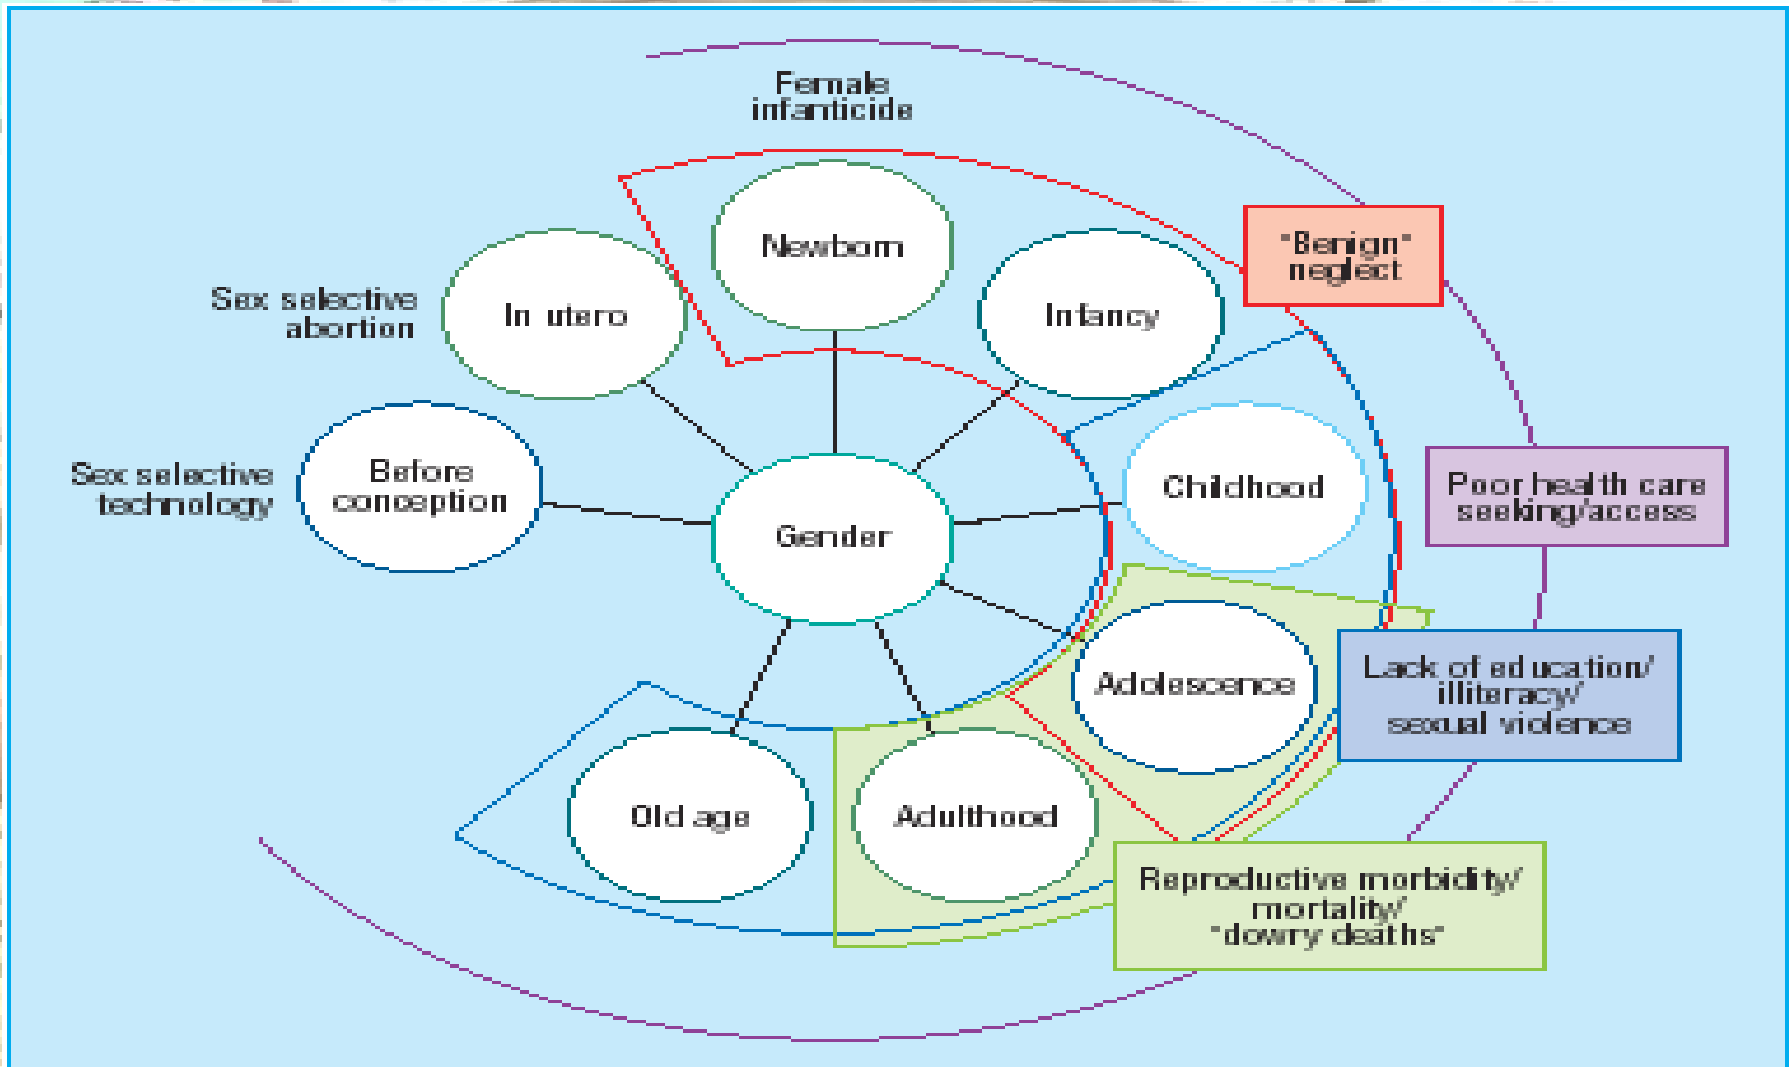 Female
infanticide
Newborn
"Benign"
neglect
In utero
Infancy
Sex selective
abortion
Before
conception
Sex selective
technology
Childhood
Poor health care
seeking/access
Gender
Adolescence
Lack of education/
illiteracy/
sexual violence
Old age
Adulthood
Reproductive morbidity/
mortality/
"dowry deaths"